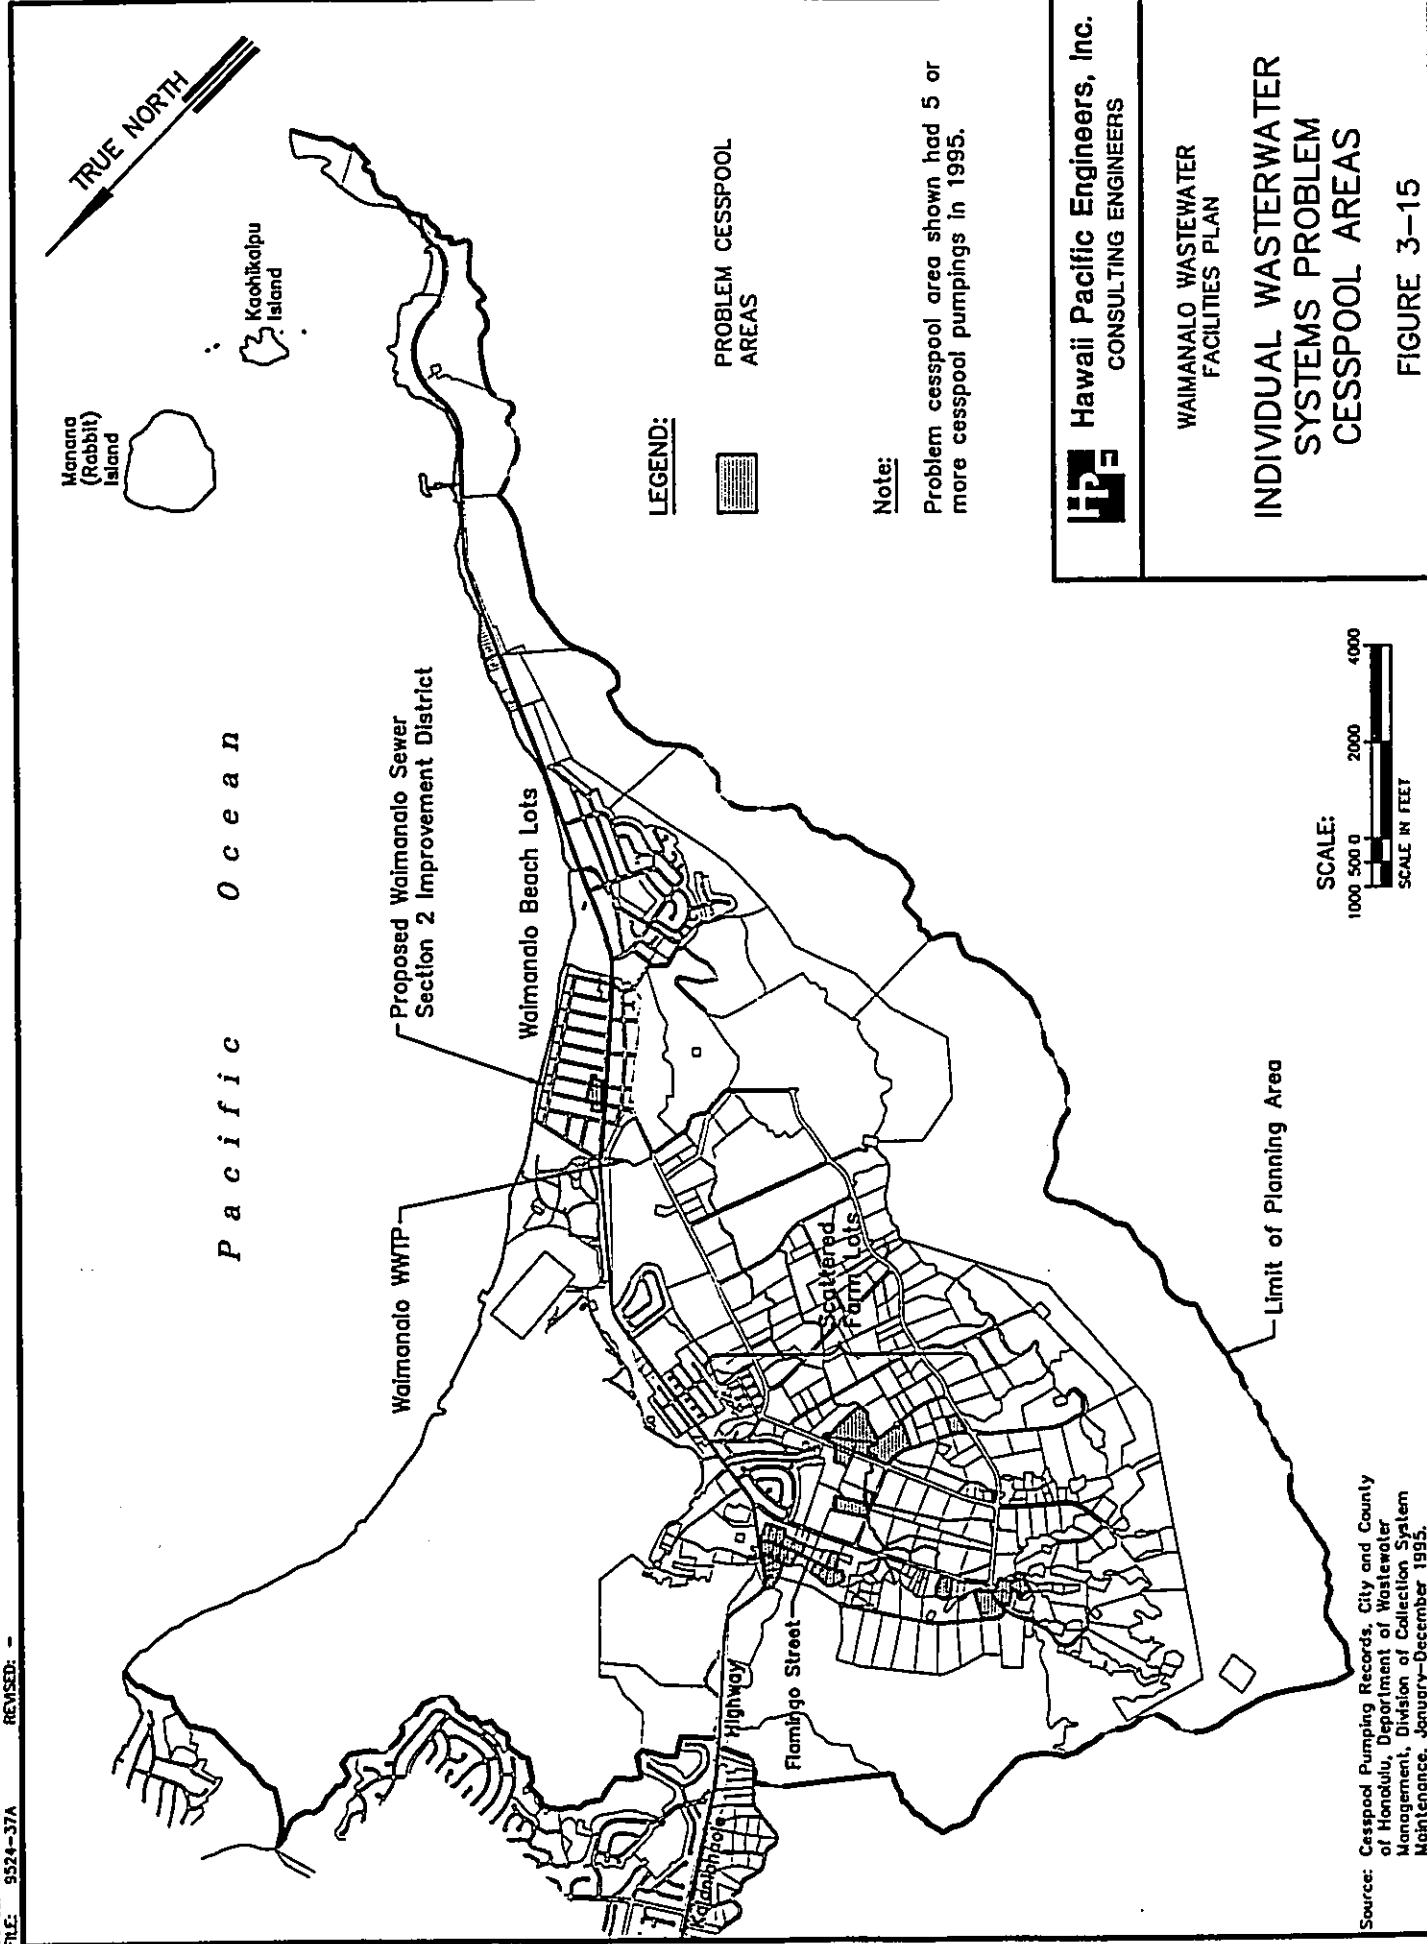 FILE: 9524-37A REVISED: -
TRUE NORTH
Manana
(Rabbit)
Island
Kaohikaipu
Island
Pacific Ocean
Proposed Waimanalo Sewer
Section 2 Improvement District
Waimanalo Beach Lots
Waimanalo WWTP
Scattered
Farm Lots
Flamingo Street
Kalanianaole Highway
Limit of Planning Area
LEGEND:
PROBLEM CESSPOOL
AREAS
Note:
Problem cesspool area shown had 5 or
more cesspool pumpings in 1995.
SCALE:
1000 500 0 2000 4000
SCALE IN FEET
Source: Cesspool Pumping Records, City and County
of Honolulu, Department of Wastewater
Management, Division of Collection System
Maintenance, January-December 1995.
HPE
Hawaii Pacific Engineers, Inc.
CONSULTING ENGINEERS
WAIMANALO WASTEWATER
FACILITIES PLAN
INDIVIDUAL WASTERWATER
SYSTEMS PROBLEM
CESSPOOL AREAS
FIGURE 3-15